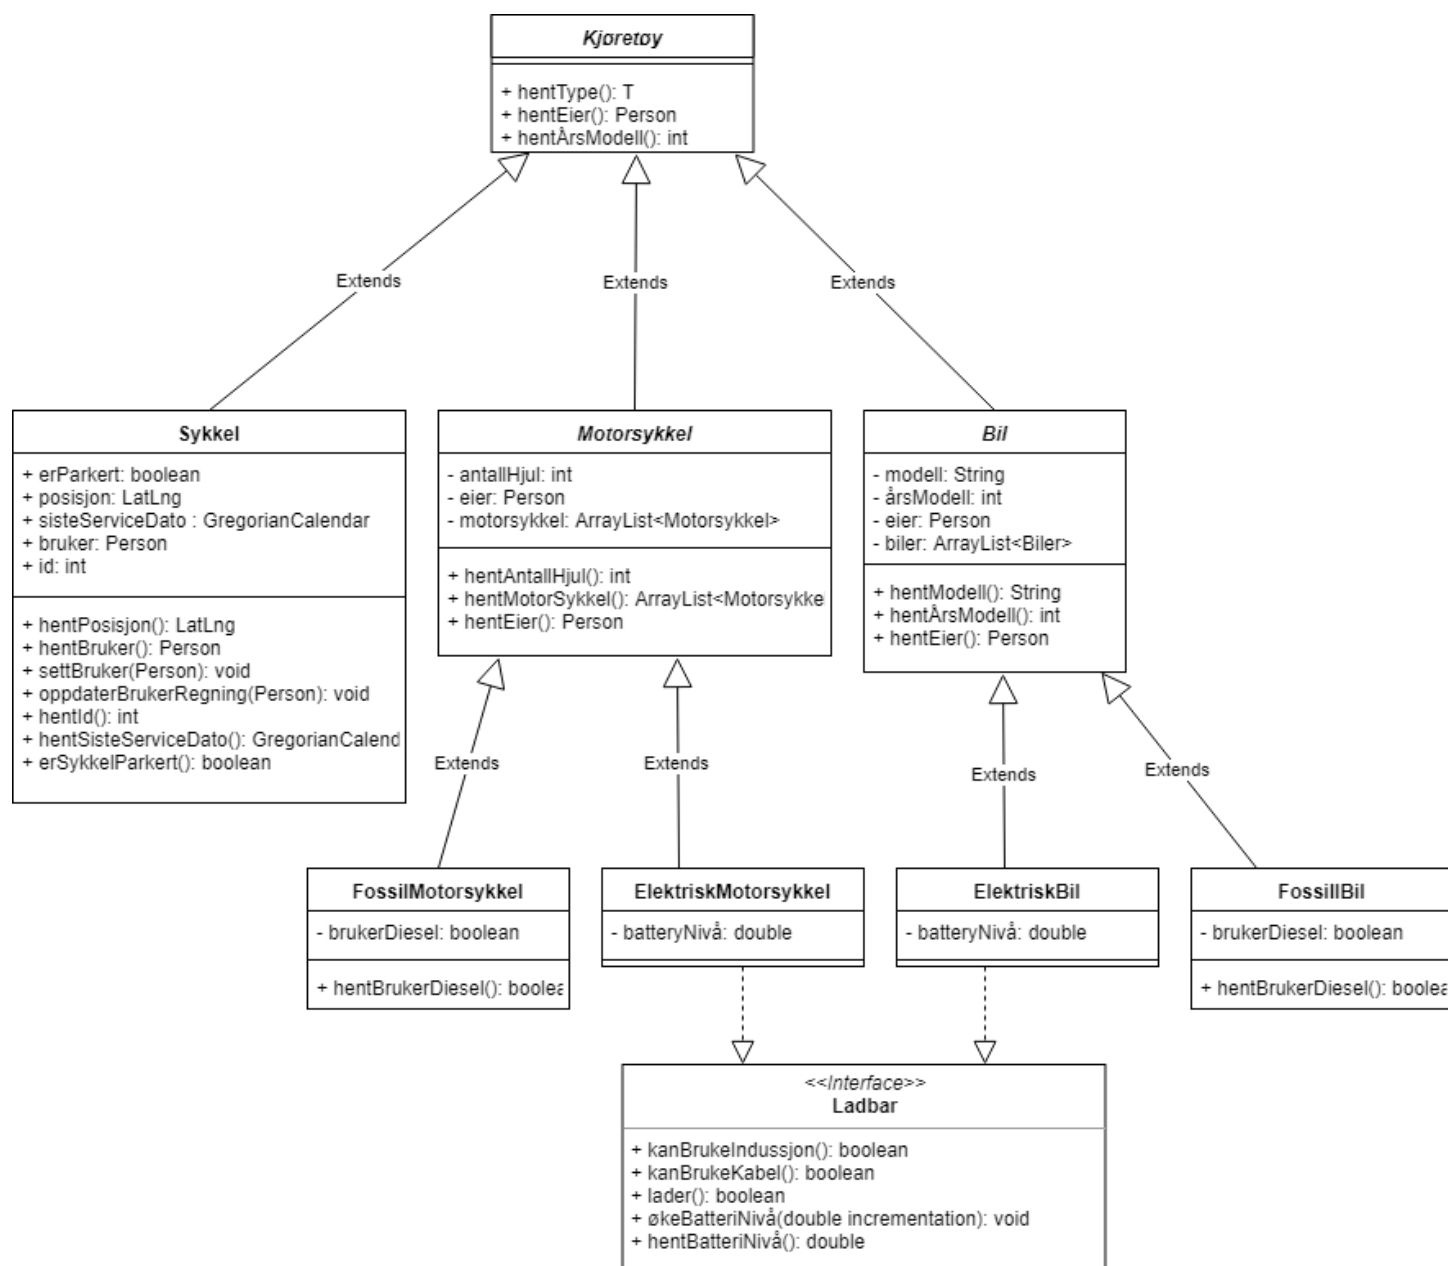 Kjøretøy
+ hentType(): T
+ hentEier(): Person
+ hentÅrsModell(): int
Extends
Extends
Extends
Sykkel
+ erParkert: boolean
+ posisjon: LatLng
+ sisteServiceDato : GregorianCalendar
+ bruker: Person
+ id: int
+ hentPosisjon(): LatLng
+ hentBruker(): Person
+ settBruker(Person): void
+ oppdaterBrukerRegning(Person): void
+ hentId(): int
+ hentSisteServiceDato(): GregorianCalend
+ erSykkelParkert(): boolean
Motorsykkel
- antallHjul: int
- eier: Person
- motorsykkel: ArrayList<Motorsykkel>
+ hentAntallHjul(): int
+ hentMotorSykkel(): ArrayList<Motorsykke
+ hentEier(): Person
Bil
- modell: String
- årsModell: int
- eier: Person
- biler: ArrayList<Biler>
+ hentModell(): String
+ hentÅrsModell(): int
+ hentEier(): Person
Extends
Extends
Extends
Extends
FossilMotorsykkel
- brukerDiesel: boolean
+ hentBrukerDiesel(): boolea
ElektriskMotorsykkel
- batteryNivå: double
ElektriskBil
- batteryNivå: double
FossillBil
- brukerDiesel: boolean
+ hentBrukerDiesel(): boolea
<<Interface>>
Ladbar
+ kanBrukeIndussjon(): boolean
+ kanBrukeKabel(): boolean
+ lader(): boolean
+ økeBatteriNivå(double incrementation): void
+ hentBatteriNivå(): double